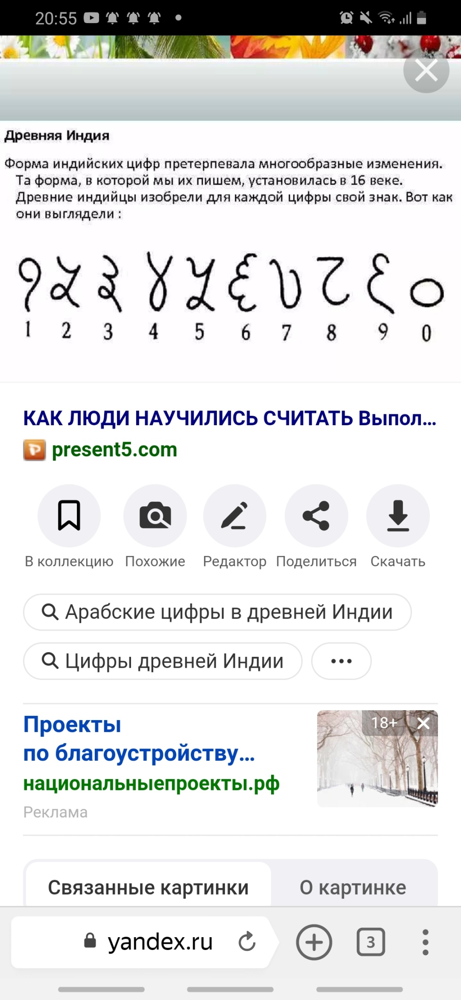 20:55
Древняя Индия
Форма индийских цифр претерпевала многообразные изменения.
Та форма, в которой мы их пишем, установилась в 16 веке.
Древние индийцы изобрели для каждой цифры свой знак. Вот как
они выглядели :
1 2 3 4 5 6 7 8 9 0
КАК ЛЮДИ НАУЧИЛИСЬ СЧИТАТЬ Выпол...
present5.com
В коллекцию Похожие Редактор Поделиться Скачать
Арабские цифры в древней Индии
Цифры древней Индии
Проекты
по благоустройству...
18+
национальныепроекты.рф
Реклама
Связанные картинки О картинке
yandex.ru 3